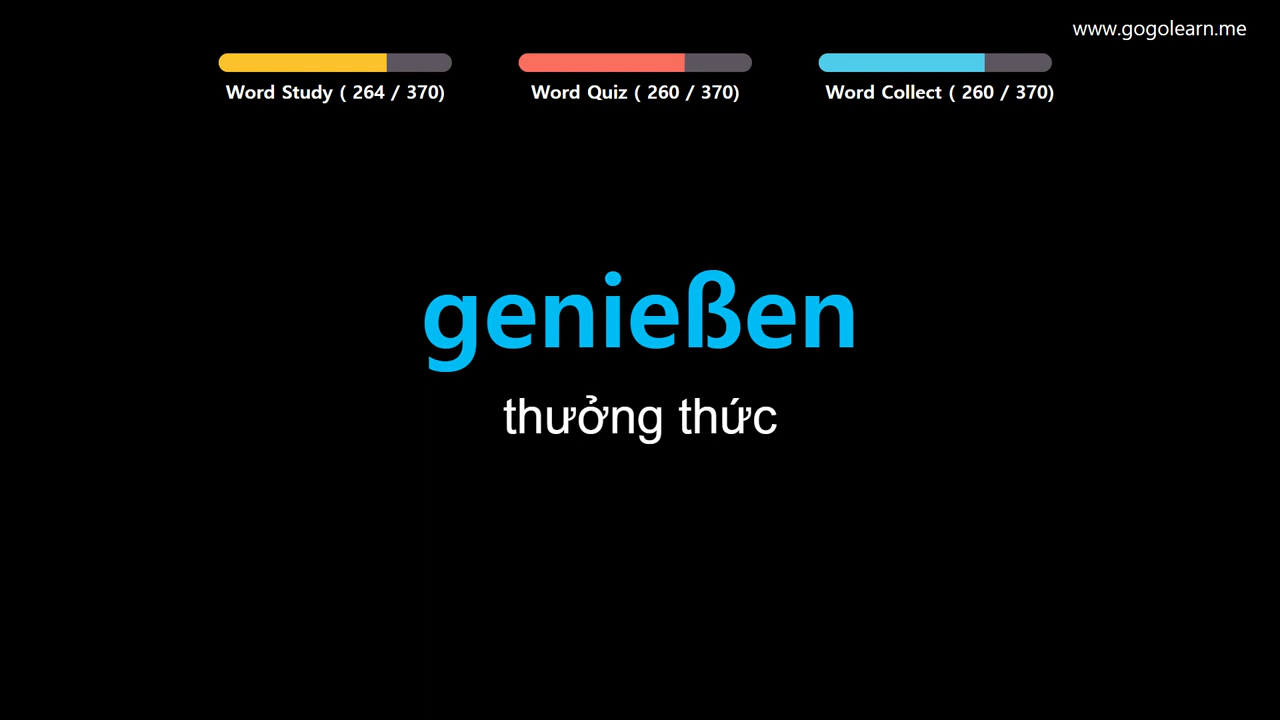 www.gogolearn.me
Word Study ( 264 / 370)
Word Quiz ( 260 / 370)
Word Collect ( 260 / 370)
genießen
thưởng thức